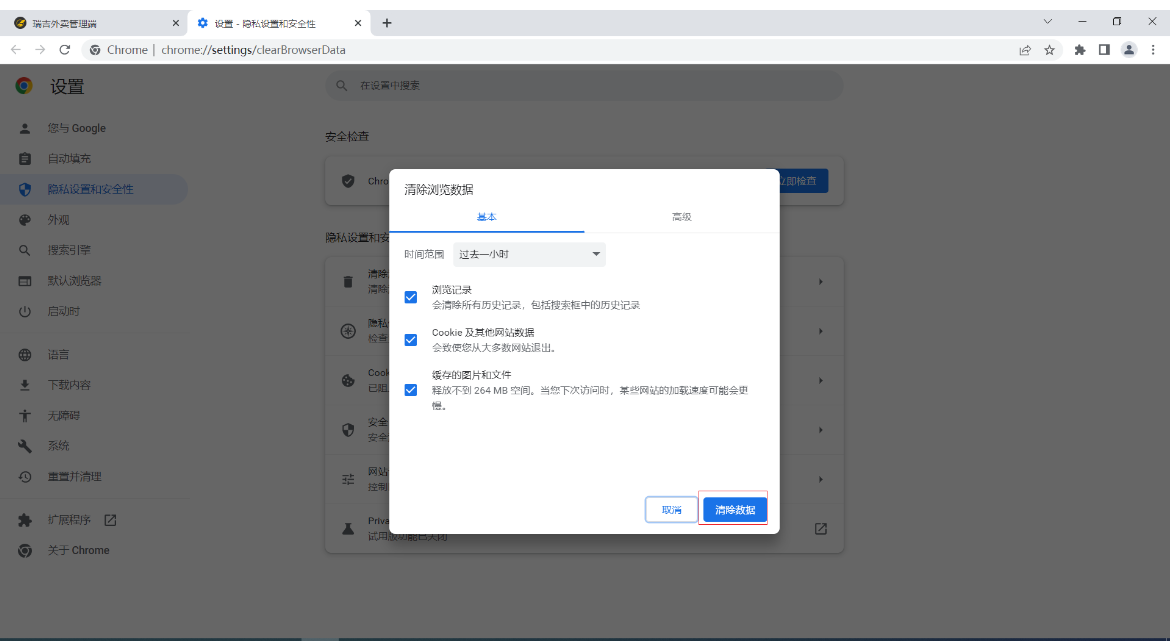 瑞吉外卖管理端
设置 - 隐私设置和安全性
Chrome | chrome://settings/clearBrowserData
设置
在设置中搜索
您与 Google
自动填充
隐私设置和安全性
外观
搜索引擎
默认浏览器
启动时
语言
下载内容
无障碍
系统
重置并清理
扩展程序
关于 Chrome
安全检查
Chro
立即检查
隐私设置和安
清除
清除
隐私
检查
Cook
已阻
安全
安全
网站
控制
Priva
试用版功能已关闭
清除浏览数据
基本
高级
时间范围
过去一小时
浏览记录
会清除所有历史记录，包括搜索框中的历史记录
Cookie 及其他网站数据
会致使您从大多数网站退出。
缓存的图片和文件
释放不到 264 MB 空间。当您下次访问时，某些网站的加载速度可能会更
慢。
取消
清除数据